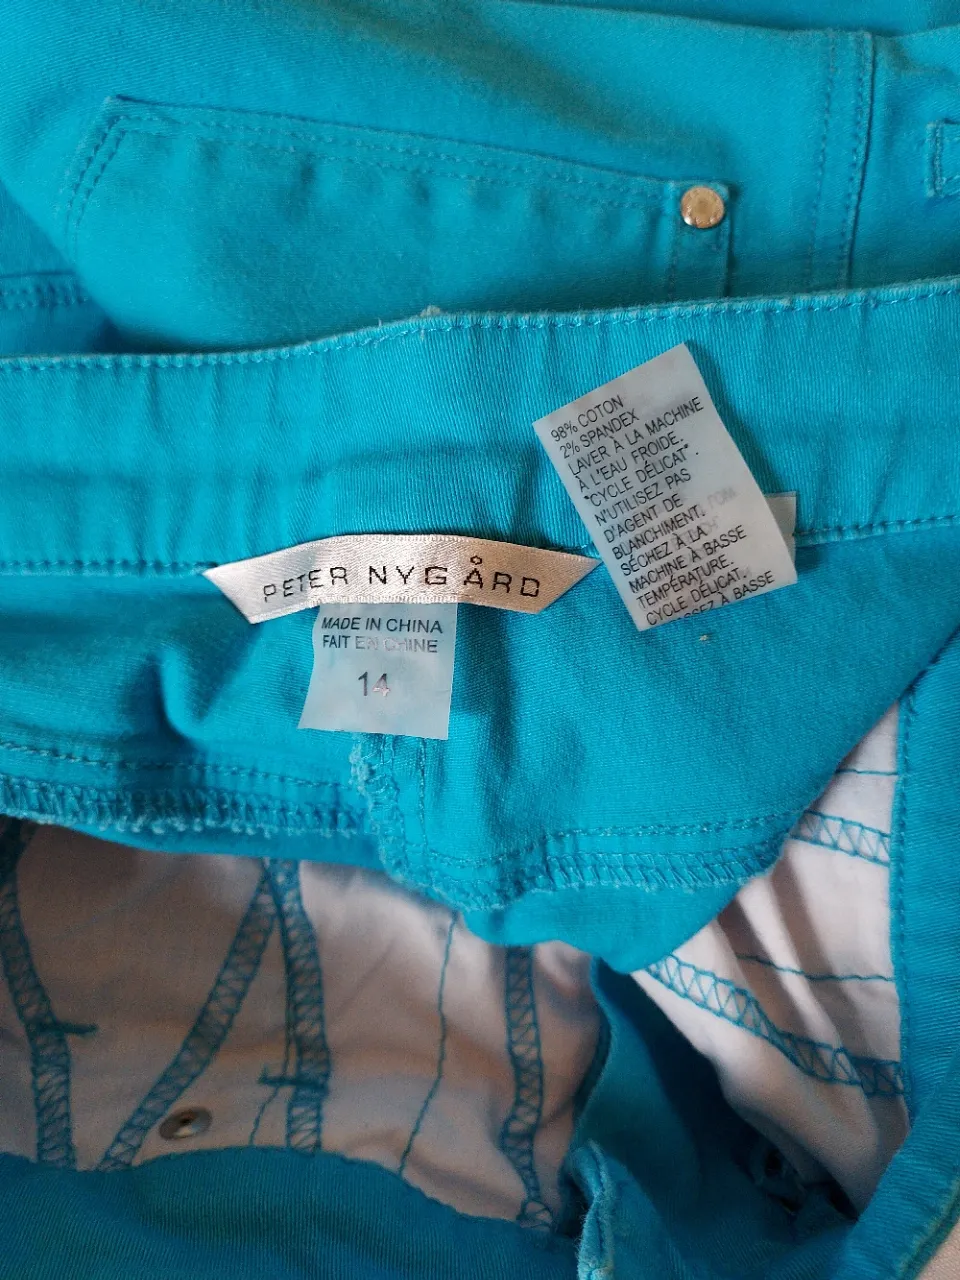 98% COTON
2% SPANDEX
LAVER À LA MACHINE
À L'EAU FROIDE.
"CYCLE DÉLICAT".
N'UTILISEZ PAS
D'AGENT DE
BLANCHIMENT.
SÉCHEZ À LA
MACHINE À BASSE
TEMPÉRATURE.
CYCLE DÉLICAT.
À BASSE
PETER NYGÅRD
MADE IN CHINA
FAIT EN CHINE
14